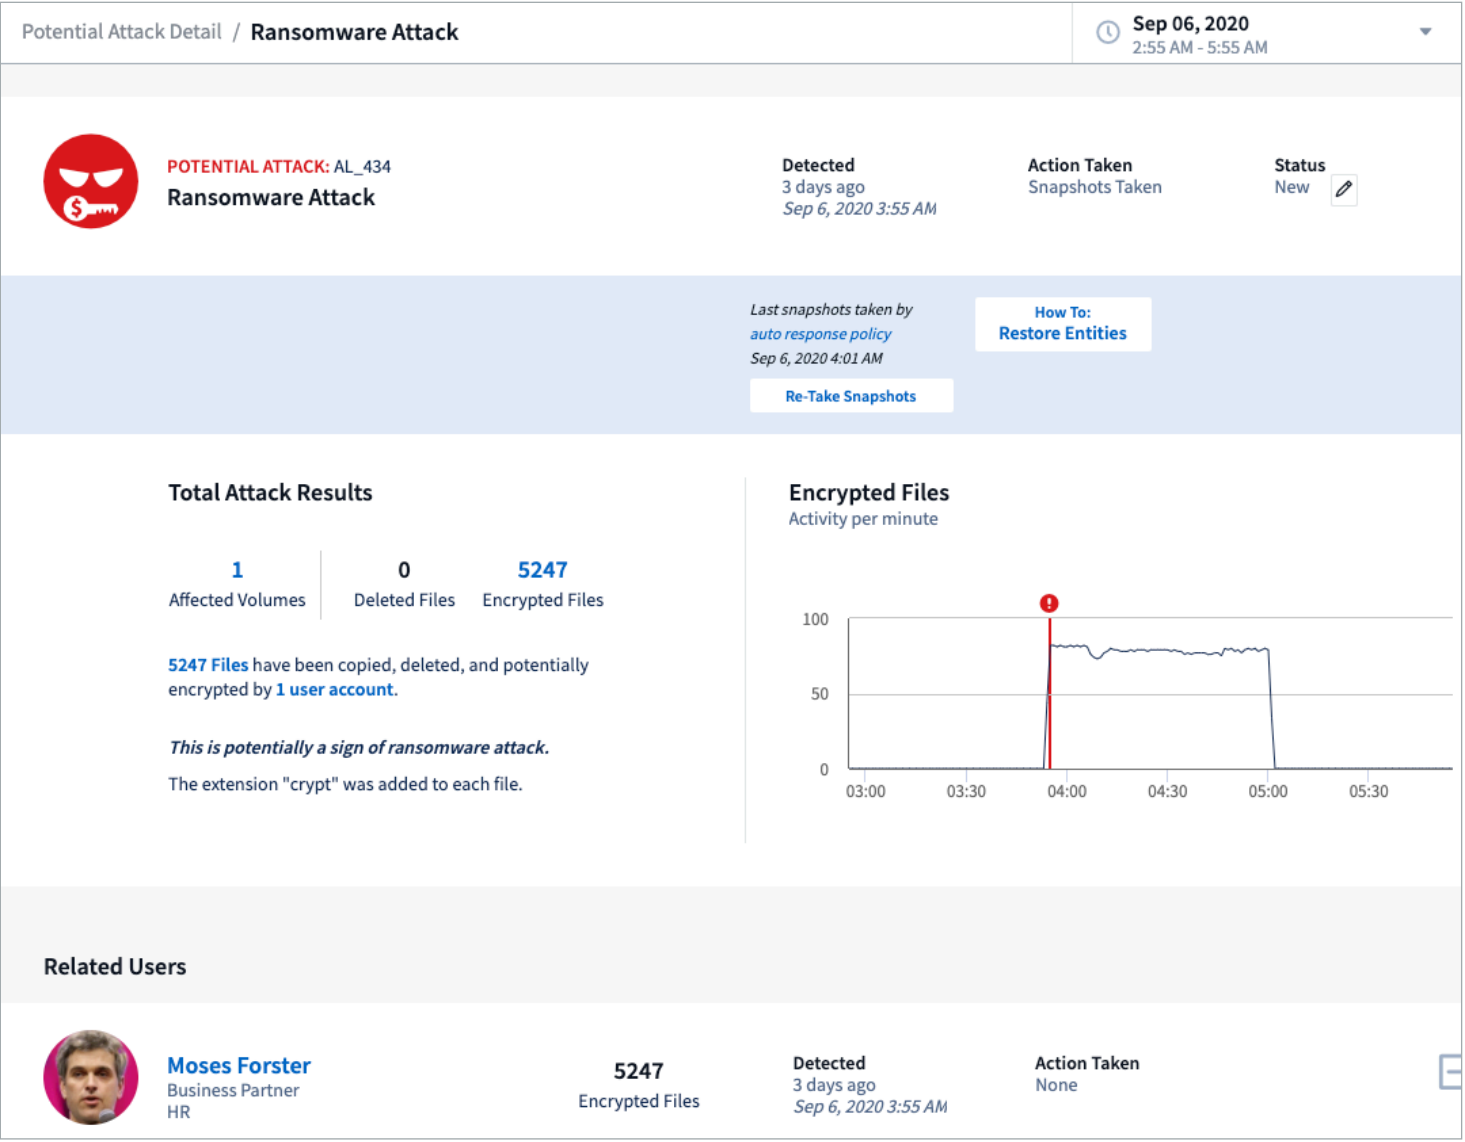 Potential Attack Detail / Ransomware Attack
Sep 06, 2020
2:55 AM - 5:55 AM
POTENTIAL ATTACK: AL_434
Ransomware Attack
Detected
3 days ago
Sep 6, 2020 3:55 AM
Action Taken
Snapshots Taken
Status
New
$
Last snapshots taken by
auto response policy
Sep 6, 2020 4:01 AM
Re-Take Snapshots
How To:
Restore Entities
Total Attack Results
1
Affected Volumes
0
Deleted Files
5247
Encrypted Files
5247 Files have been copied, deleted, and potentially
encrypted by 1 user account.
This is potentially a sign of ransomware attack.
The extension "crypt" was added to each file.
Encrypted Files
Activity per minute
!
100
50
0
03:00 03:30 04:00 04:30 05:00 05:30
Related Users
Moses Forster
Business Partner
HR
5247
Encrypted Files
Detected
3 days ago
Sep 6, 2020 3:55 AM
Action Taken
None